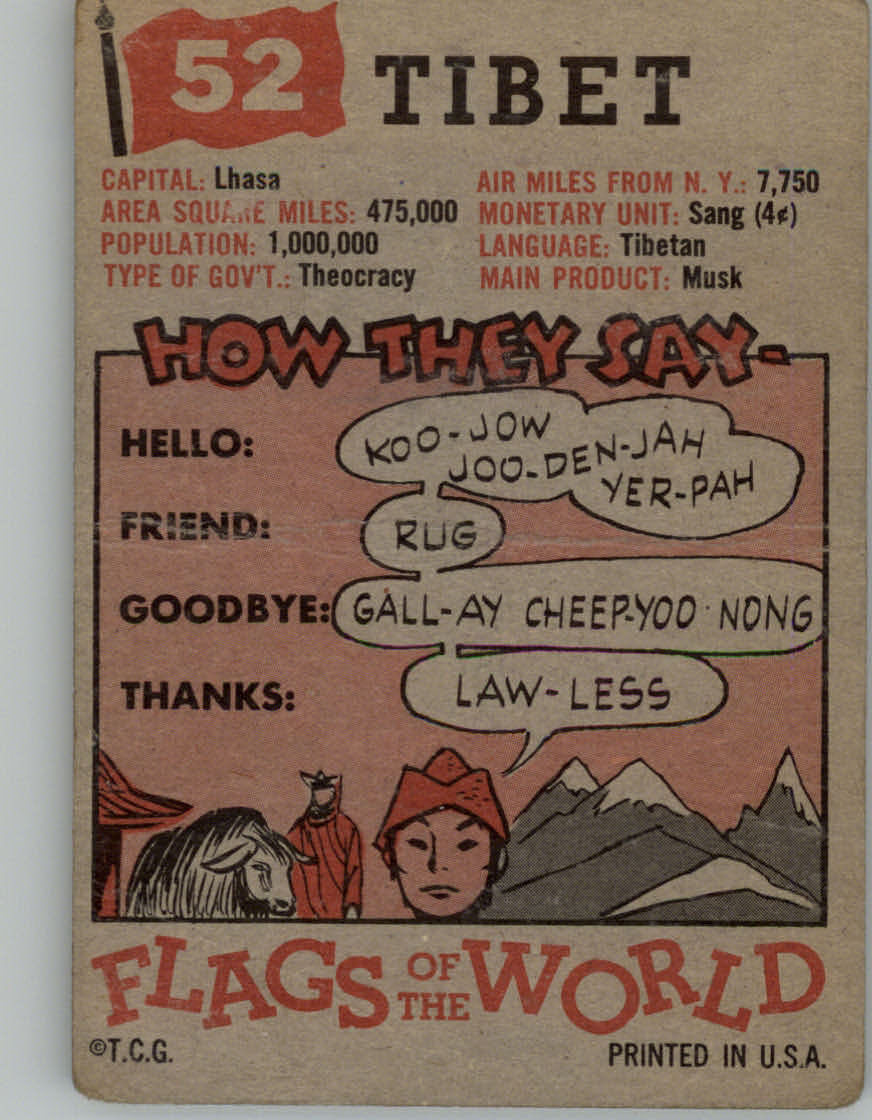 52 TIBET
CAPITAL: Lhasa
AREA SQUARE MILES: 475,000
POPULATION: 1,000,000
TYPE OF GOV'T.: Theocracy
AIR MILES FROM N. Y.: 7,750
MONETARY UNIT: Sang (4¢)
LANGUAGE: Tibetan
MAIN PRODUCT: Musk
HOW THEY SAY-
HELLO: KOO-JOW
JOO-DEN-JAH
YER-PAH
FRIEND: RUG
GOODBYE: GALL-AY CHEEP-YOO NONG
THANKS: LAW-LESS
FLAGS OF THE WORLD
©T.C.G. PRINTED IN U.S.A.